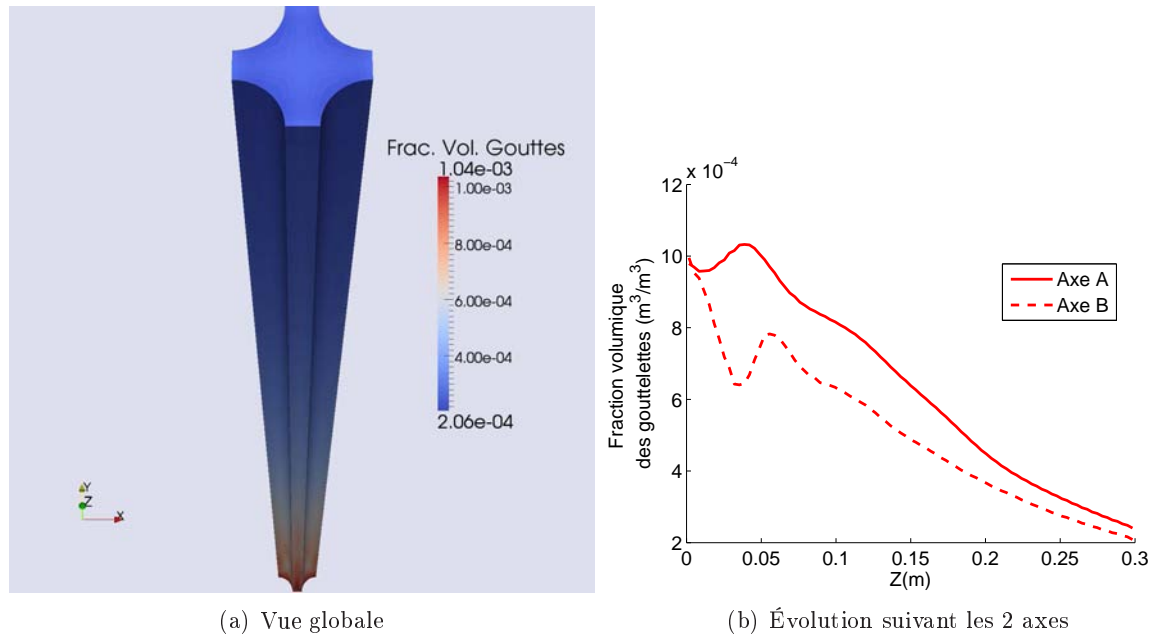 Frac. Vol. Gouttes
1.04e-03
1.00e-03
8.00e-04
6.00e-04
4.00e-04
2.06e-04
Y
Z
X
(a) Vue globale
x 10⁻⁴
12
10
8
6
4
2
Fraction volumique
des gouttelettes (m³/m³)
Axe A
Axe B
0
0.05
0.1
0.15
0.2
0.25
0.3
Z(m)
(b) Évolution suivant les 2 axes